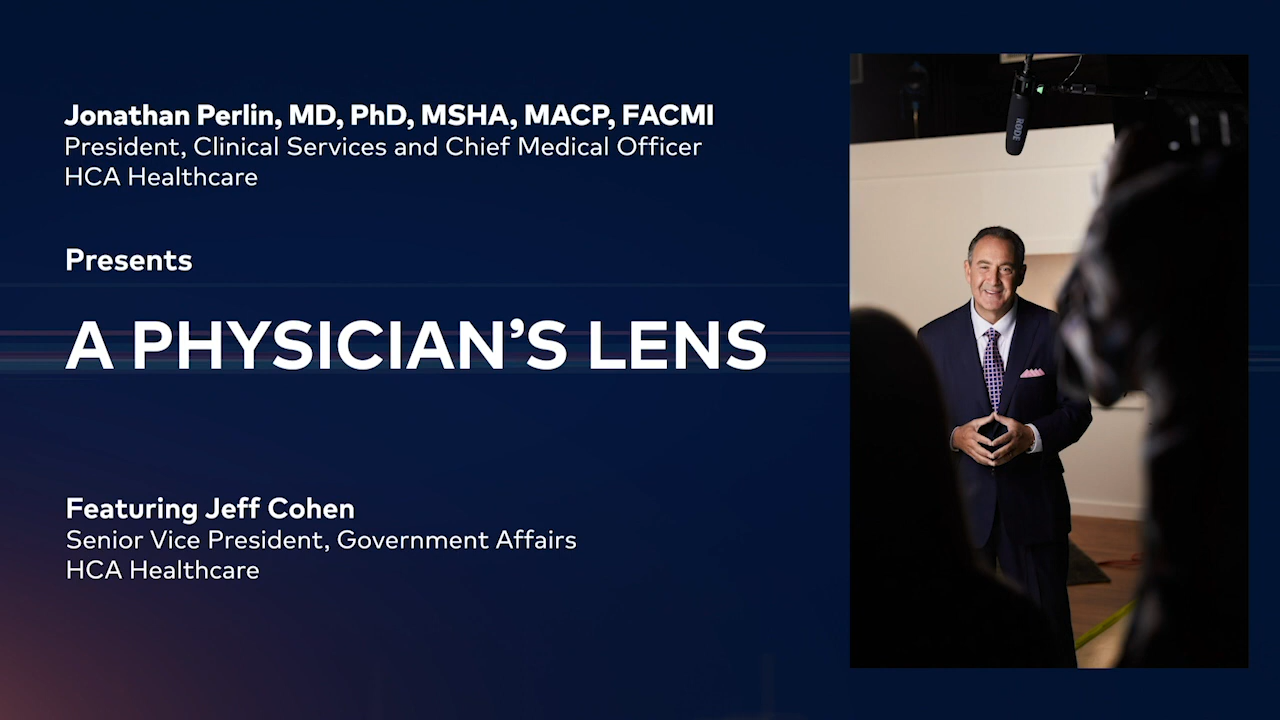 Jonathan Perlin, MD, PhD, MSHA, MACP, FACMI
President, Clinical Services and Chief Medical Officer
HCA Healthcare
Presents
A PHYSICIAN’S LENS
Featuring Jeff Cohen
Senior Vice President, Government Affairs
HCA Healthcare
RØDE